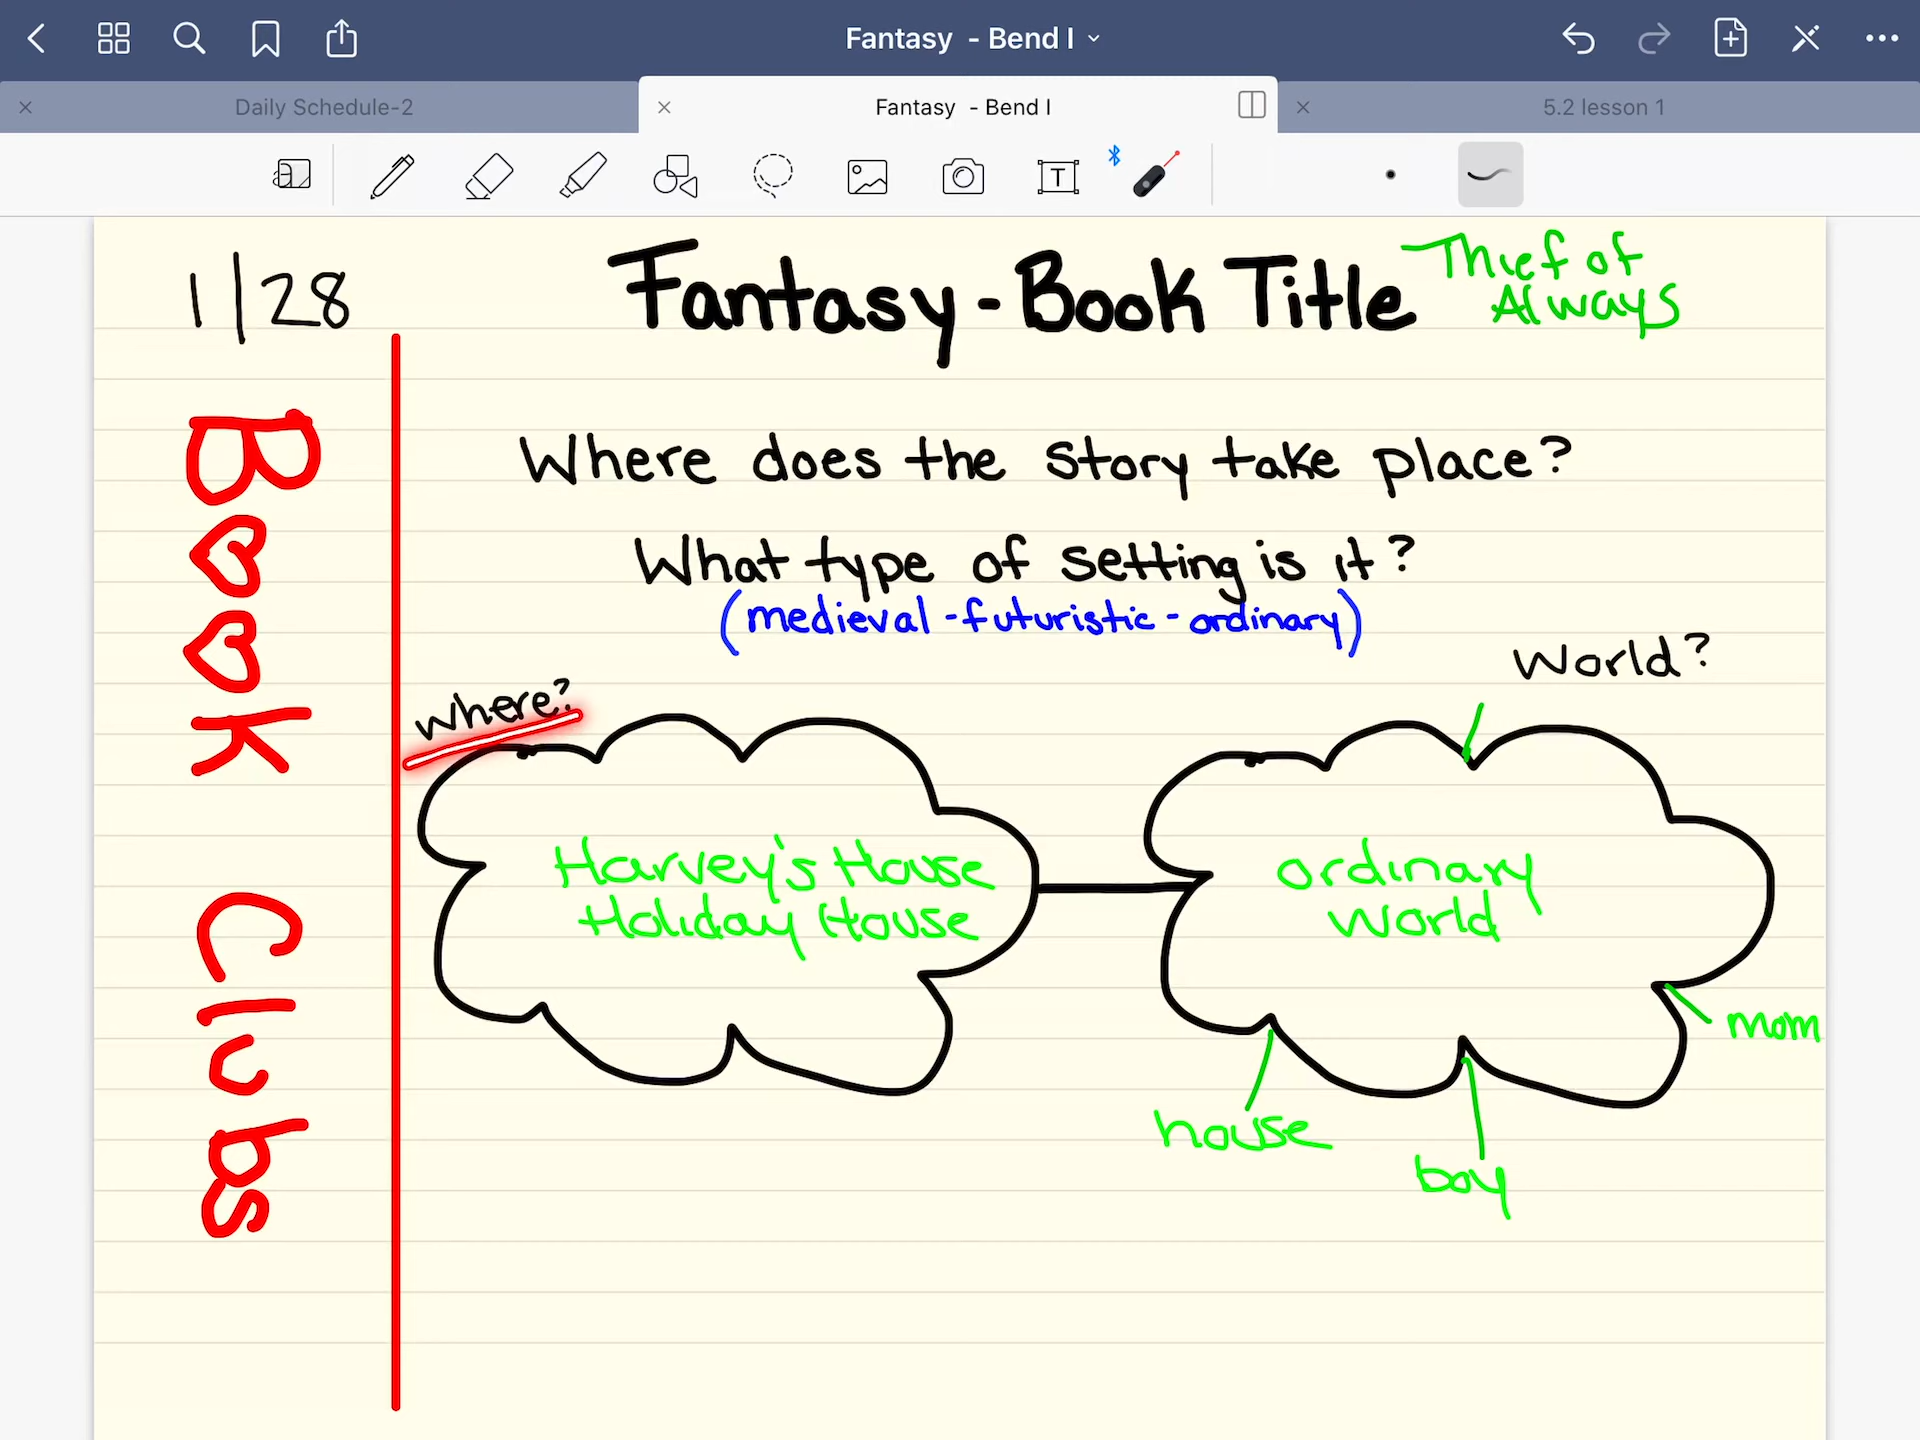 Fantasy - Bend I
Daily Schedule-2
Fantasy - Bend I
5.2 lesson 1
T
1/28
Fantasy - Book Title
Thief of
Always
Book Clubs
Where does the story take place?
What type of setting is it?
(medieval - futuristic - ordinary)
where?
World?
Harvey's House
Holiday House
ordinary
world
mom
house
boy